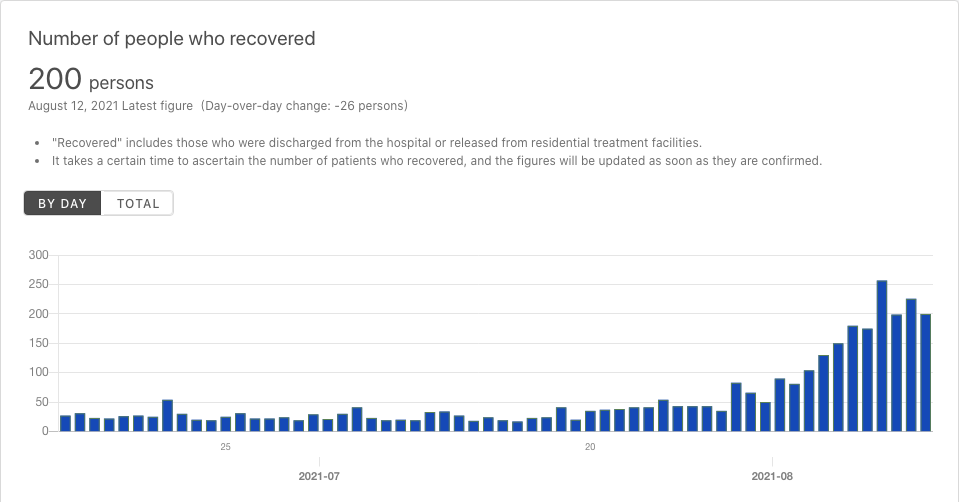 Number of people who recovered
200 persons
August 12, 2021 Latest figure (Day-over-day change: -26 persons)
• "Recovered" includes those who were discharged from the hospital or released from residential treatment facilities.
• It takes a certain time to ascertain the number of patients who recovered, and the figures will be updated as soon as they are confirmed.
BY DAY TOTAL
300
250
200
150
100
50
0
25 20
2021-07 2021-08